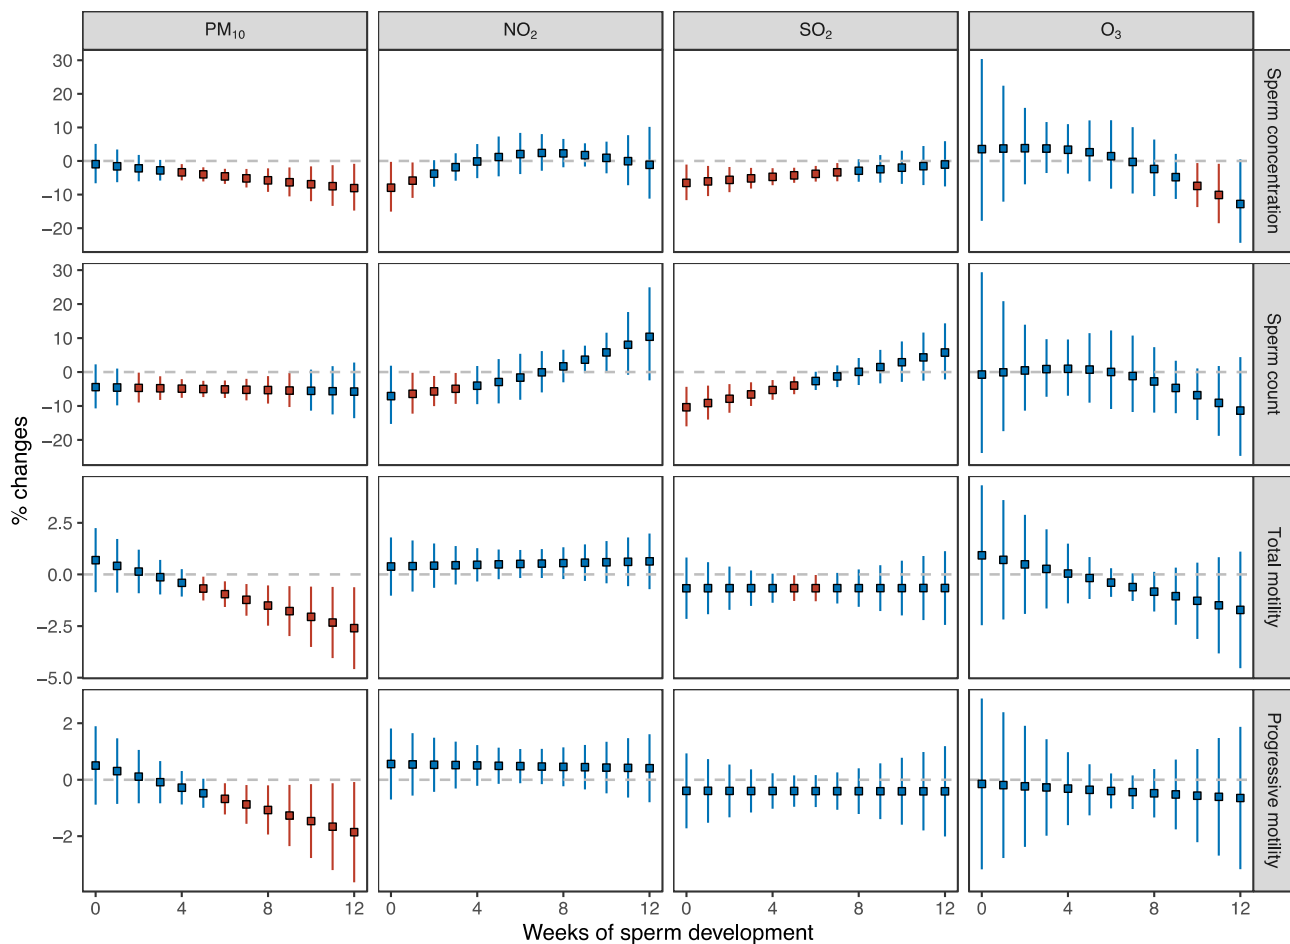 PM₁₀ NO₂ SO₂ O₃
30
20
10
0
−10
−20
Sperm concentration
30
20
10
0
−10
−20
Sperm count
2.5
0.0
−2.5
−5.0
Total motility
2
0
−2
Progressive motility
% changes
0 4 8 12 0 4 8 12 0 4 8 12 0 4 8 12
Weeks of sperm development